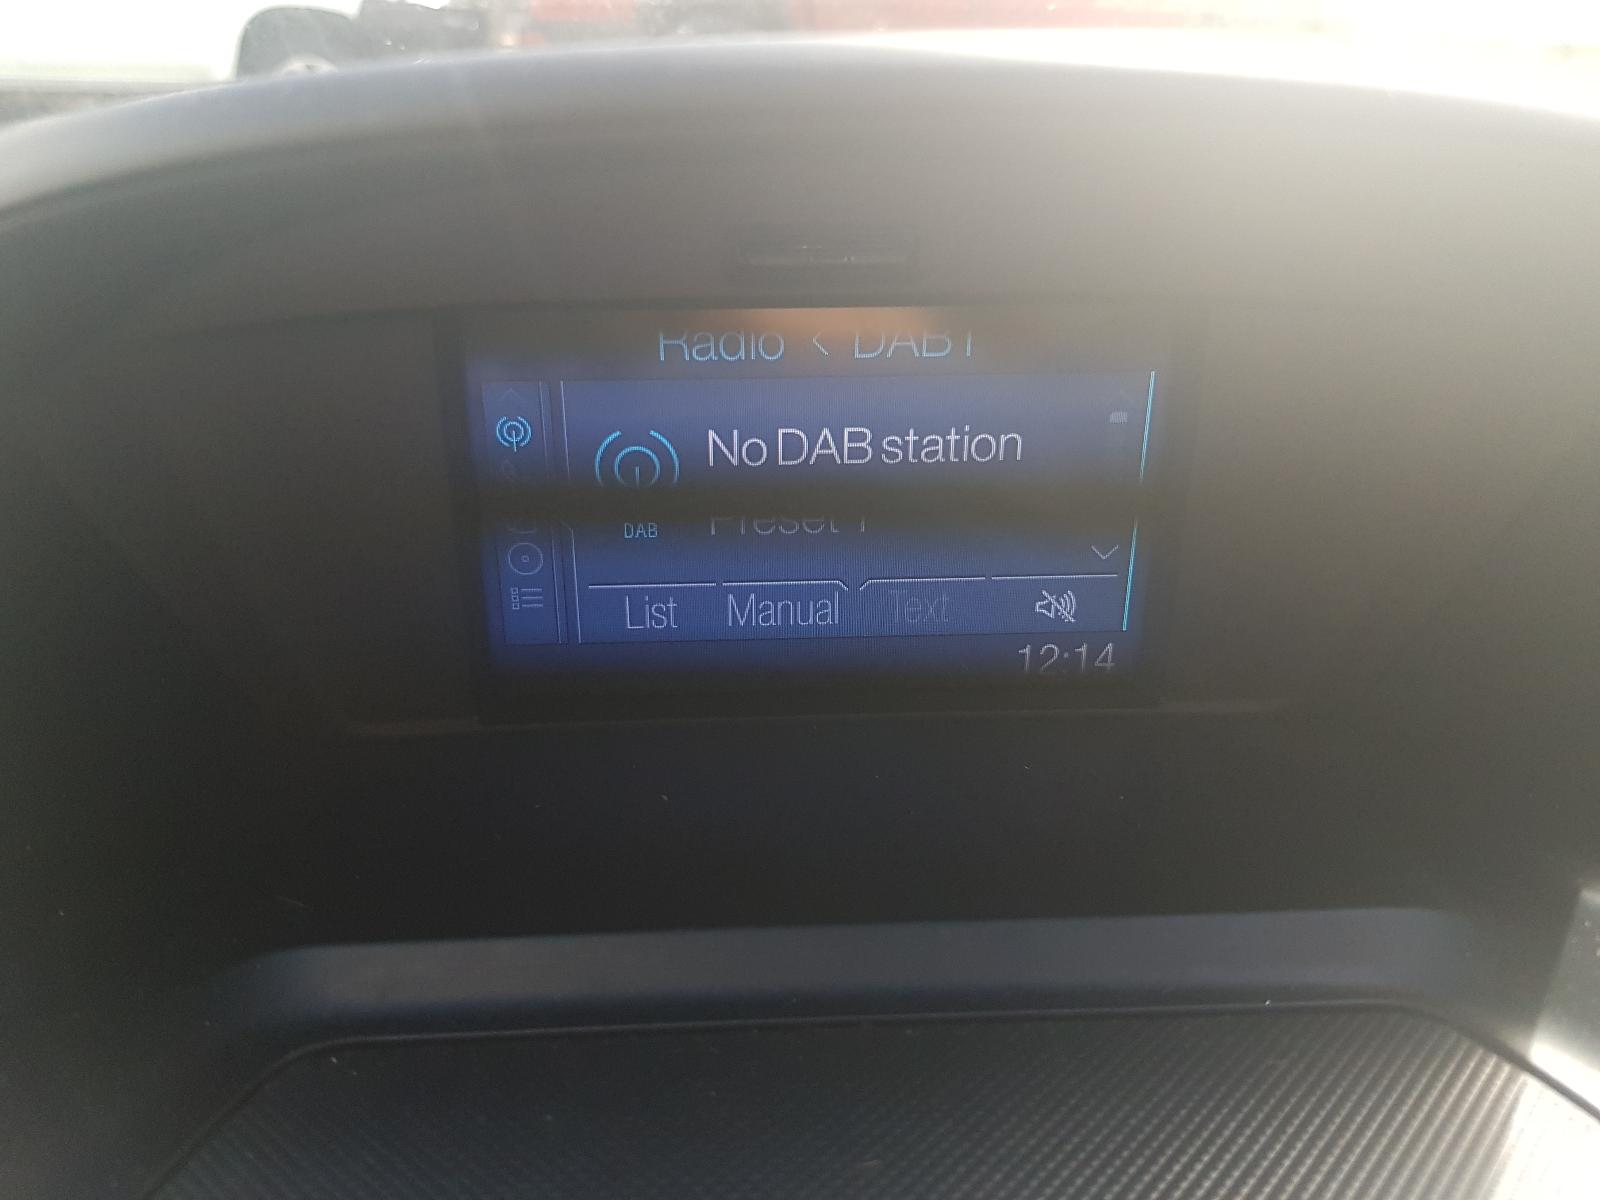 Radio < DAB1
No DAB station
DAB
Preset 1
List Manual Text
12:14